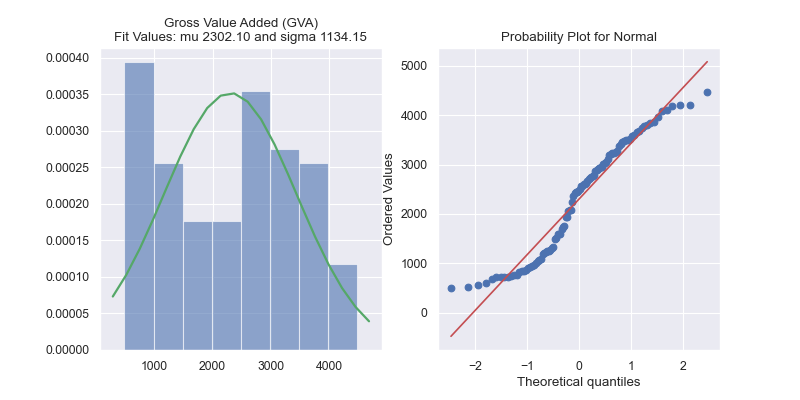 Gross Value Added (GVA)
Fit Values: mu 2302.10 and sigma 1134.15
0.00040
0.00035
0.00030
0.00025
0.00020
0.00015
0.00010
0.00005
0.00000
1000 2000 3000 4000
Probability Plot for Normal
Ordered Values
5000
4000
3000
2000
1000
0
−2 −1 0 1 2
Theoretical quantiles